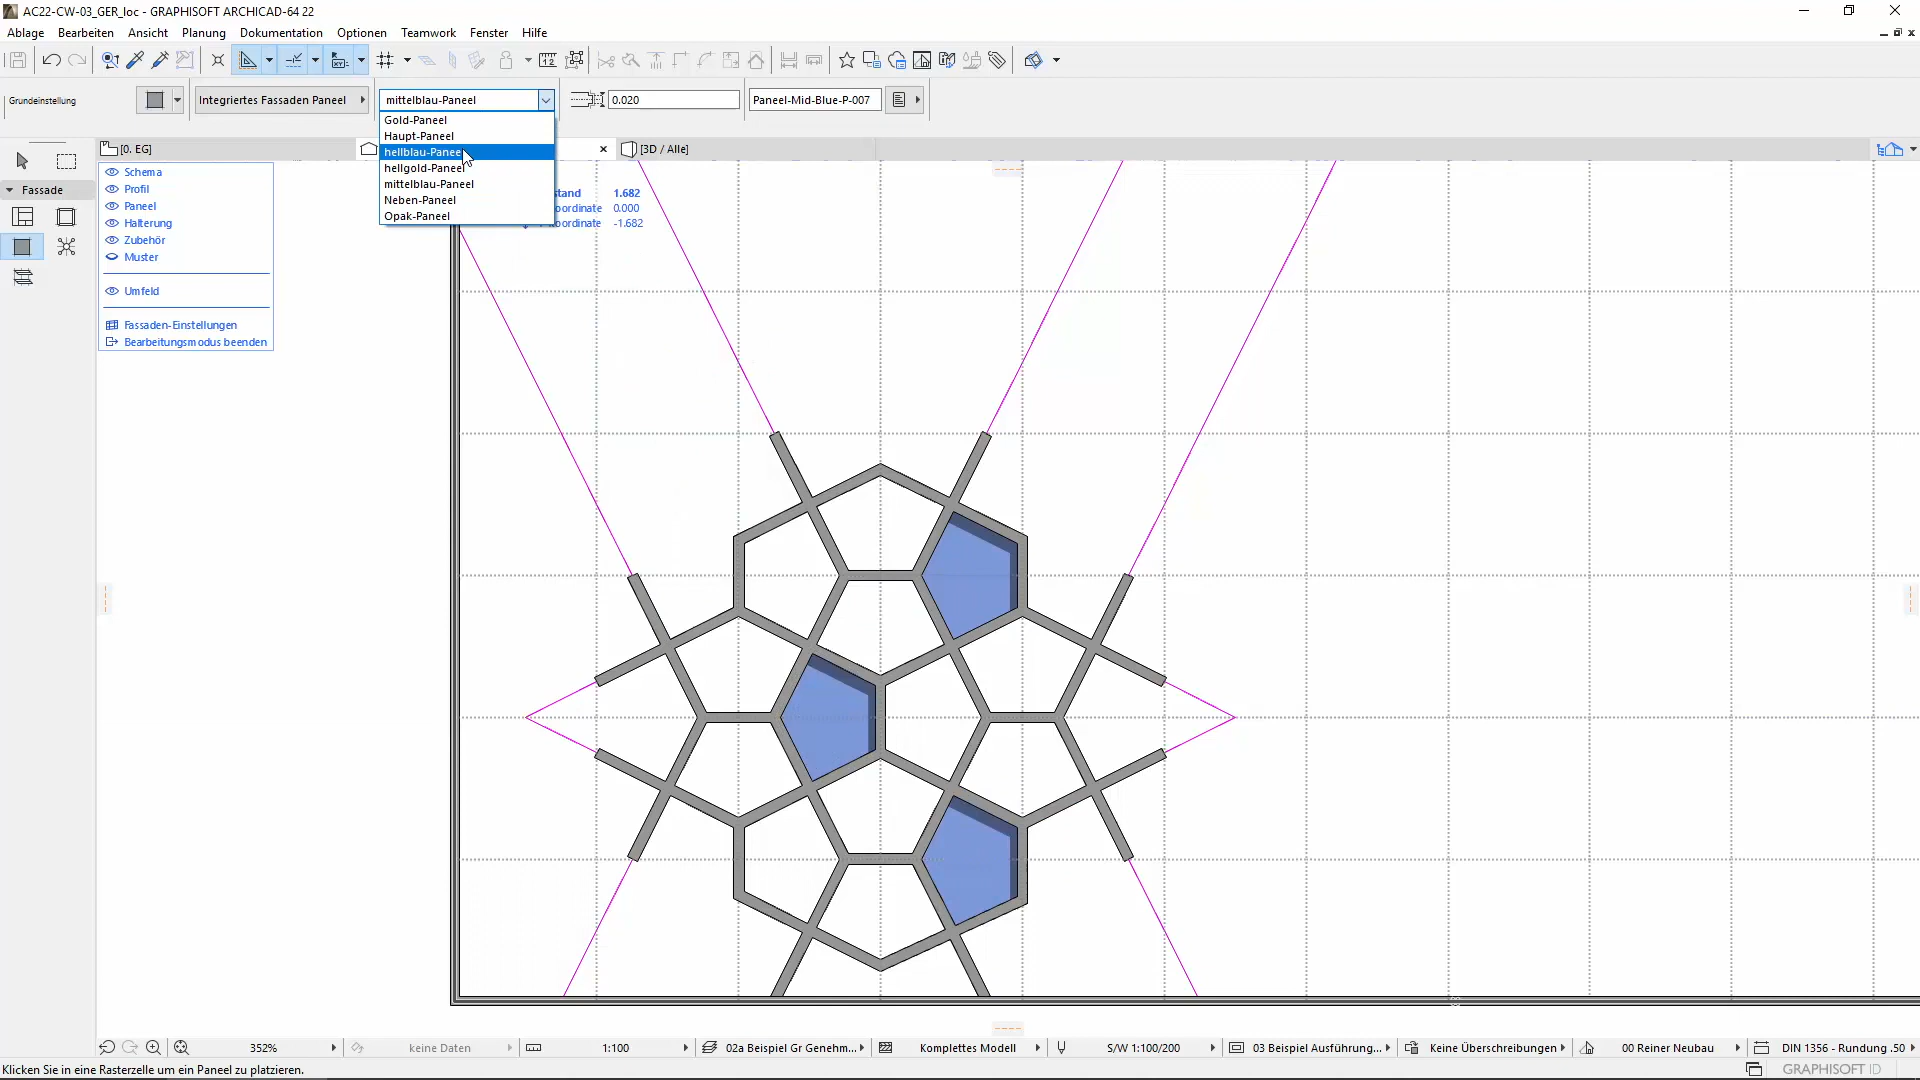 AC22-CW-03_GER_loc - GRAPHISOFT ARCHICAD-64 22
Ablage Bearbeiten Ansicht Planung Dokumentation Optionen Teamwork Fenster Hilfe
Grundeinstellung
Integriertes Fassaden Paneel
mittelblau-Paneel
0.020
Paneel-Mid-Blue-P-007
Gold-Paneel
Haupt-Paneel
hellblau-Paneel
hellgold-Paneel
mittelblau-Paneel
Neben-Paneel
Opak-Paneel
[0. EG]
[3D / Alle]
Fassade
Schema
Profil
Paneel
Halterung
Zubehör
Muster
Umfeld
Fassaden-Einstellungen
Bearbeitungsmodus beenden
stand 1.682
oordinate 0.000
oordinate -1.682
352%
keine Daten
1:100
02a Beispiel Gr Genehm...
Komplettes Modell
S/W 1:100/200
03 Beispiel Ausführung...
Keine Überschreibungen
00 Reiner Neubau
DIN 1356 - Rundung .50
Klicken Sie in eine Rasterzelle um ein Paneel zu platzieren.
GRAPHISOFT ID